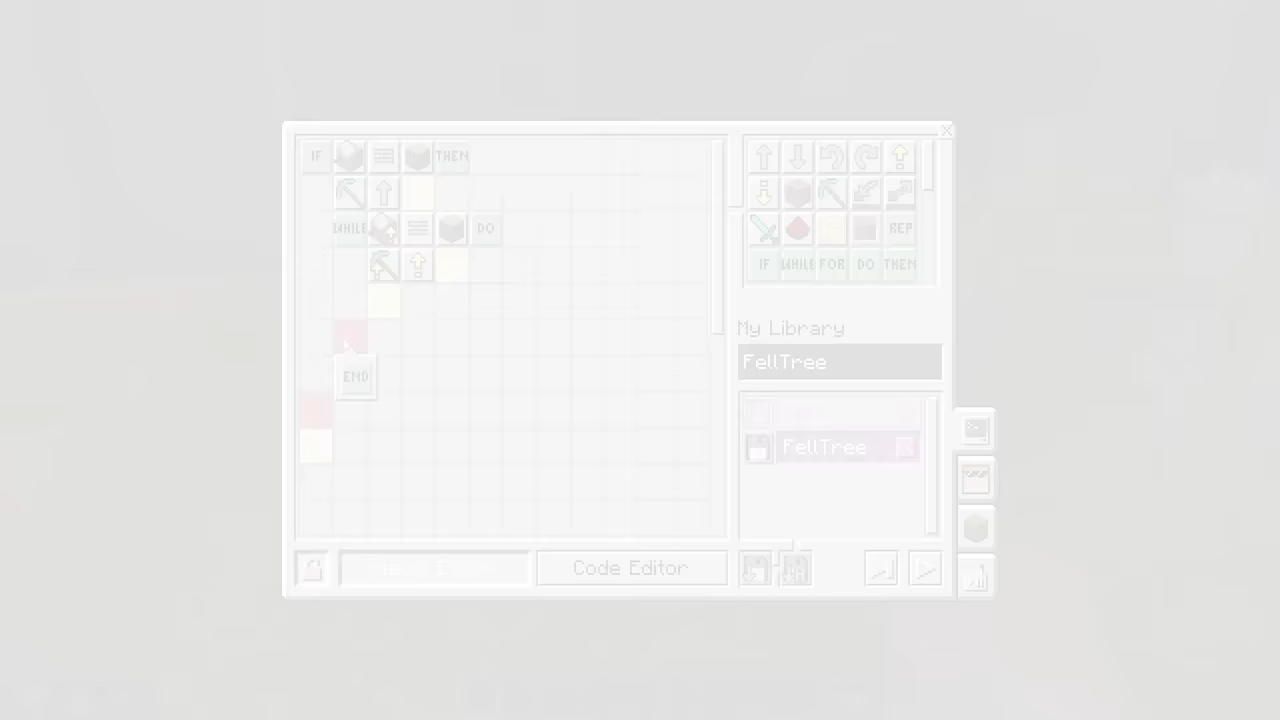 IF THEN
WHILE DO
REP
IF WHILE FOR DO THEN
My Library
FellTree
END
FellTree
Code Editor